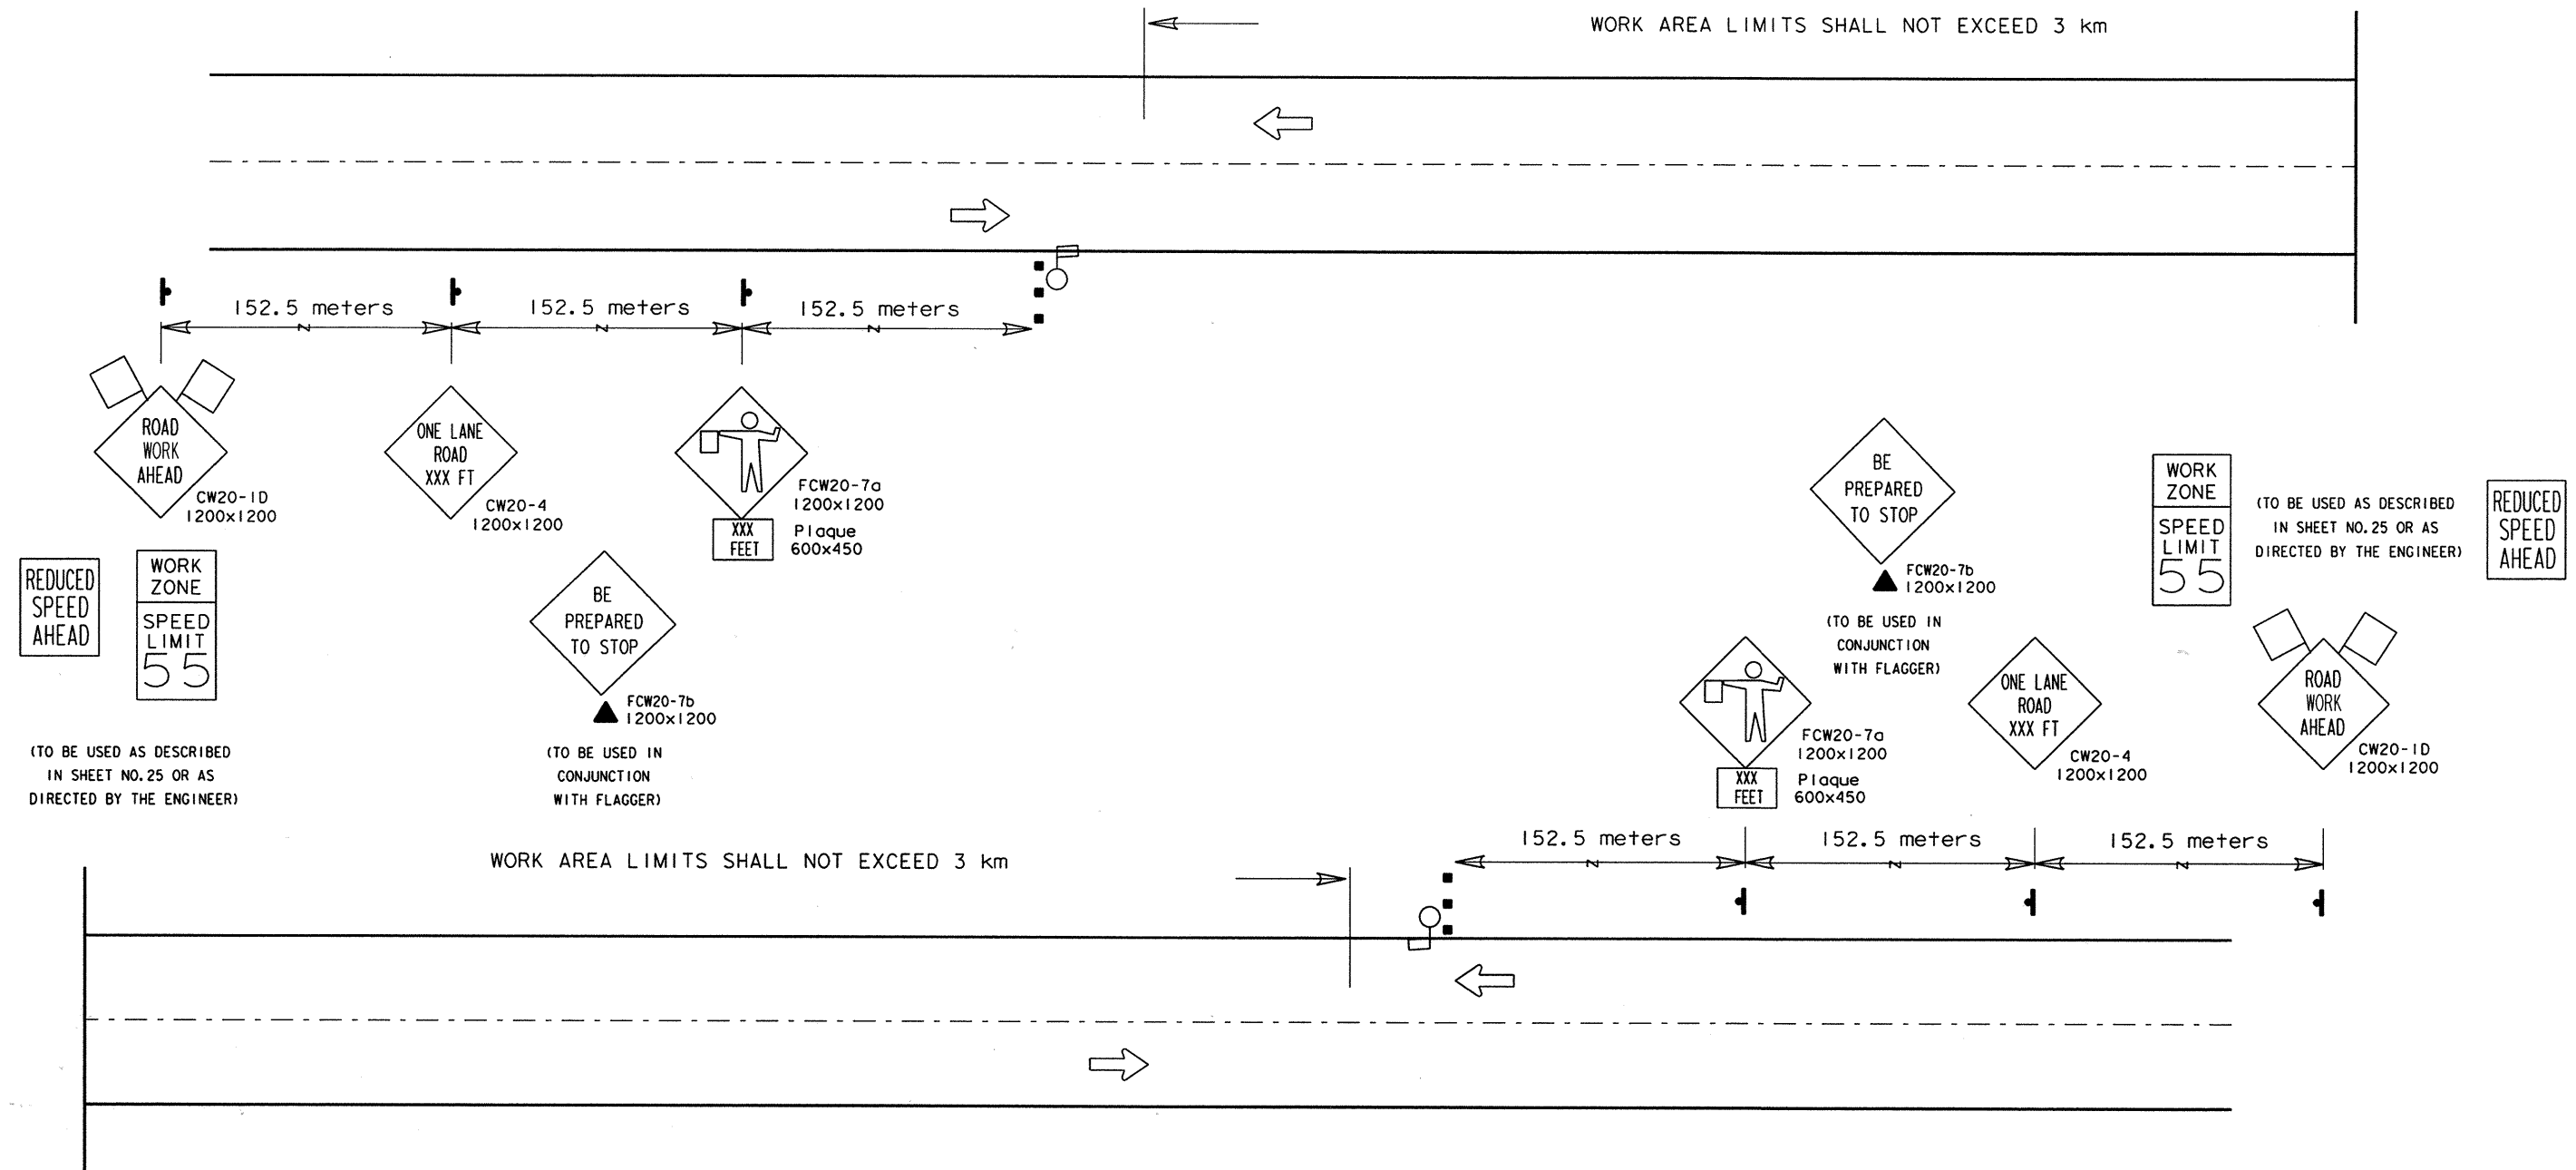 WORK AREA LIMITS SHALL NOT EXCEED 3 km
152.5 meters
152.5 meters
152.5 meters
ROAD
WORK
AHEAD
CW20-1D
1200x1200
ONE LANE
ROAD
XXX FT
CW20-4
1200x1200
FCW20-7a
1200x1200
XXX
FEET
Plaque
600x450
REDUCED
SPEED
AHEAD
WORK
ZONE
SPEED
LIMIT
55
(TO BE USED AS DESCRIBED
IN SHEET NO.25 OR AS
DIRECTED BY THE ENGINEER)
BE
PREPARED
TO STOP
FCW20-7b
1200x1200
(TO BE USED IN
CONJUNCTION
WITH FLAGGER)
BE
PREPARED
TO STOP
FCW20-7b
1200x1200
(TO BE USED IN
CONJUNCTION
WITH FLAGGER)
WORK
ZONE
SPEED
LIMIT
55
(TO BE USED AS DESCRIBED
IN SHEET NO.25 OR AS
DIRECTED BY THE ENGINEER)
REDUCED
SPEED
AHEAD
FCW20-7a
1200x1200
XXX
FEET
Plaque
600x450
ONE LANE
ROAD
XXX FT
CW20-4
1200x1200
ROAD
WORK
AHEAD
CW20-1D
1200x1200
152.5 meters
152.5 meters
152.5 meters
WORK AREA LIMITS SHALL NOT EXCEED 3 km